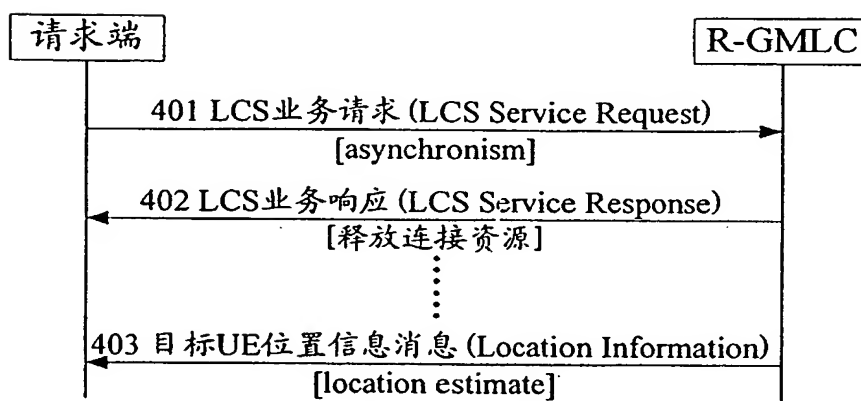 请求端
R-GMLC
401 LCS业务请求 (LCS Service Request)
[asynchronism]
402 LCS业务响应 (LCS Service Response)
[释放连接资源]
403 目标UE位置信息消息 (Location Information)
[location estimate]